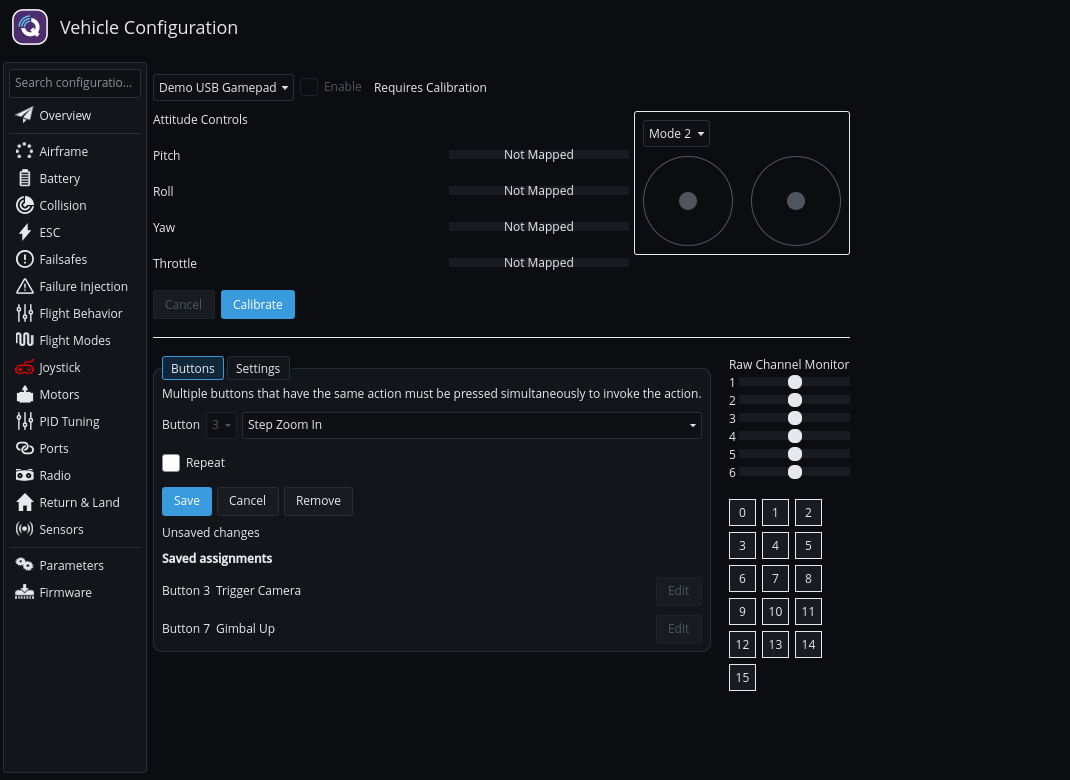 Vehicle Configuration
Search configuratio...
Overview
Airframe
Battery
Collision
ESC
Failsafes
Failure Injection
Flight Behavior
Flight Modes
Joystick
Motors
PID Tuning
Ports
Radio
Return & Land
Sensors
Parameters
Firmware
Demo USB Gamepad Enable Requires Calibration
Attitude Controls
Pitch Not Mapped
Roll Not Mapped
Yaw Not Mapped
Throttle Not Mapped
Mode 2
Cancel Calibrate
Buttons Settings
Multiple buttons that have the same action must be pressed simultaneously to invoke the action.
Button 3 Step Zoom In
Repeat
Save Cancel Remove
Unsaved changes
Saved assignments
Button 3 Trigger Camera Edit
Button 7 Gimbal Up Edit
Raw Channel Monitor
1
2
3
4
5
6
0 1 2
3 4 5
6 7 8
9 10 11
12 13 14
15